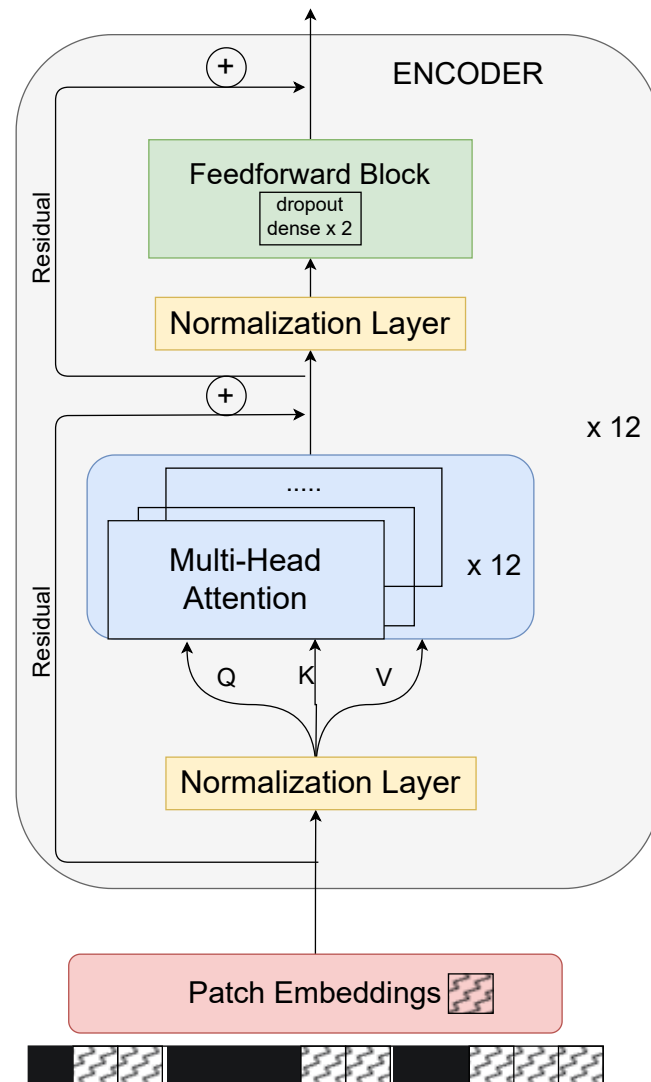 ENCODER
+
Feedforward Block
dropout
dense x 2
Residual
Normalization Layer
+
x 12
.....
Multi-Head
Attention
x 12
Residual
Q
K
V
Normalization Layer
Patch Embeddings